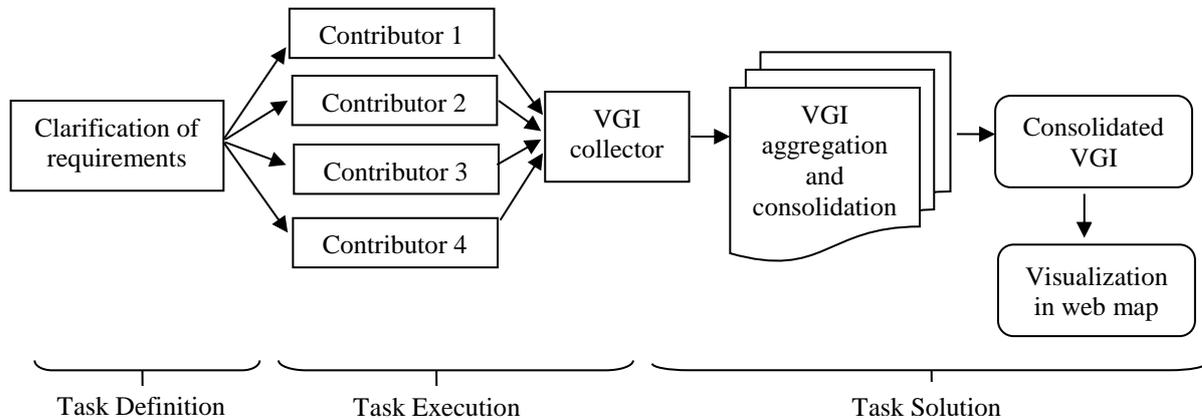 Clarification of
requirements
Contributor 1
Contributor 2
Contributor 3
Contributor 4
VGI
collector
VGI
aggregation
and
consolidation
Consolidated
VGI
Visualization
in web map
Task Definition
Task Execution
Task Solution